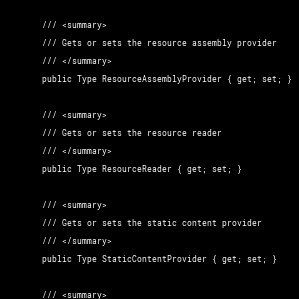 /// <summary>
/// Gets or sets the resource assembly provider
/// </summary>
public Type ResourceAssemblyProvider { get; set; }
/// <summary>
/// Gets or sets the resource reader
/// </summary>
public Type ResourceReader { get; set; }
/// <summary>
/// Gets or sets the static content provider
/// </summary>
public Type StaticContentProvider { get; set; }
/// <summary>